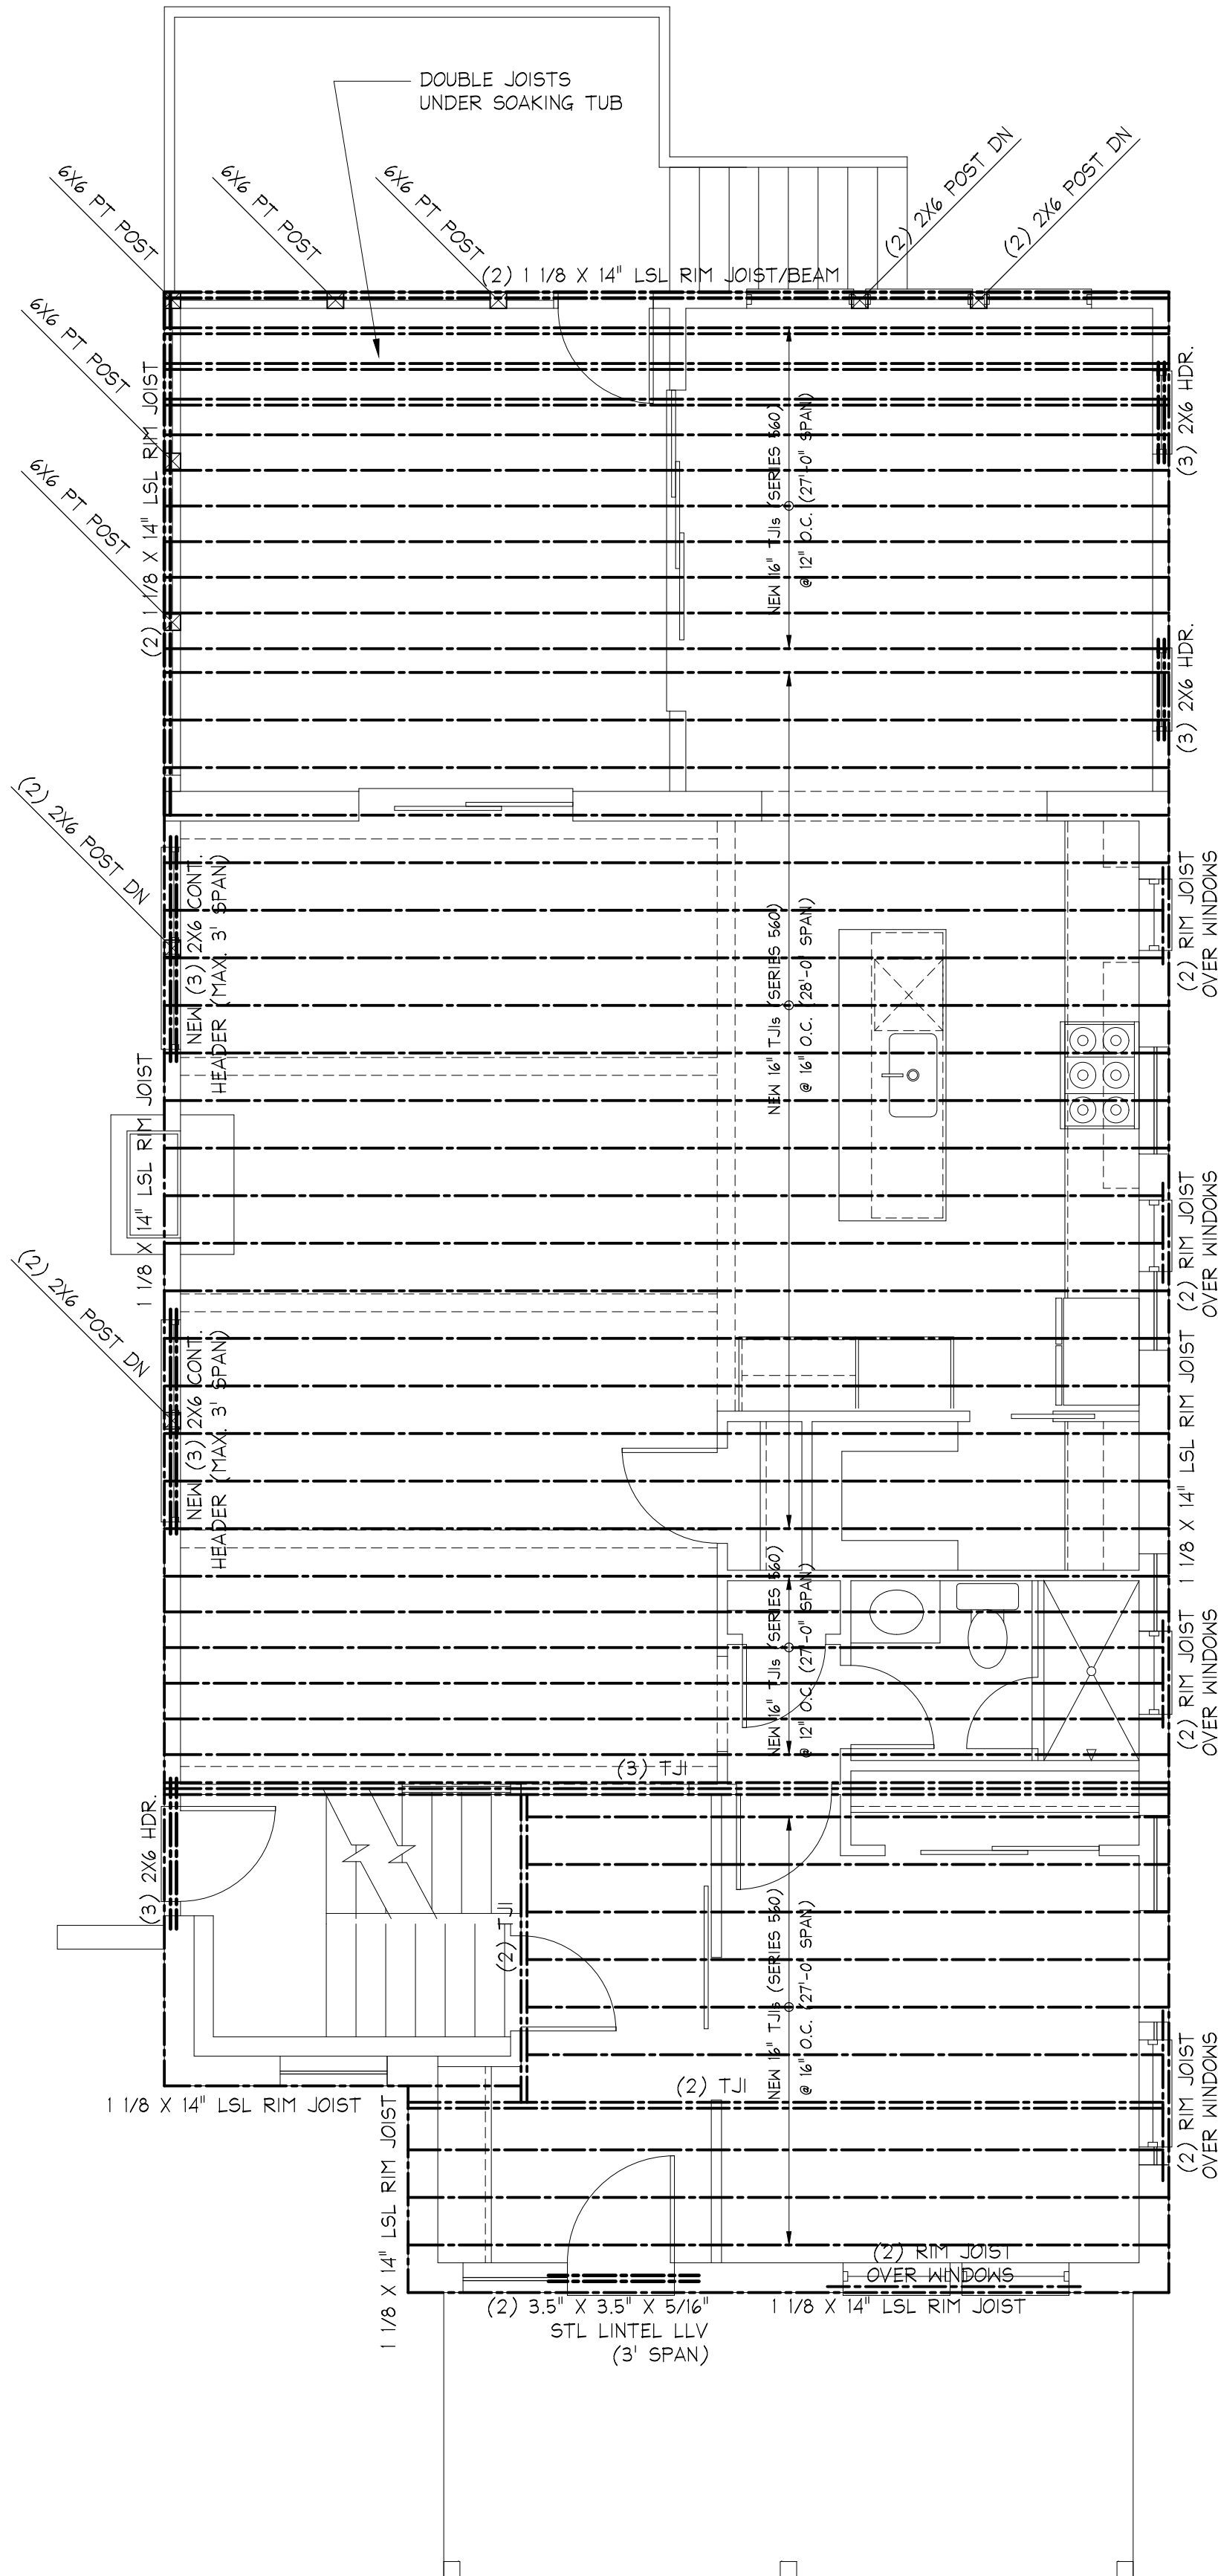 DOUBLE JOISTS
UNDER SOAKING TUB
6X6 PT POST
6X6 PT POST
6X6 PT POST
(2) 2X6 POST DN
(2) 2X6 POST DN
(2) 1 1/8 X 14" LSL RIM JOIST/BEAM
6X6 PT POST
6X6 PT POST
(2) 1 1/8 X 14" LSL RIM JOIST
NEW 16" TJIs (SERIES 560)
@ 12" O.C. (27'-0" SPAN)
(3) 2X6 HDR.
(3) 2X6 HDR.
(2) 2X6 POST DN
NEW (3) 2X6 CONT.
HEADER (MAX. 3' SPAN)
NEW 16" TJIs (SERIES 560)
@ 16" O.C. (28'-0" SPAN)
(2) RIM JOIST
OVER WINDOWS
1 1/8 X 14" LSL RIM JOIST
(2) RIM JOIST
OVER WINDOWS
(2) 2X6 POST DN
NEW (3) 2X6 CONT.
HEADER (MAX. 3' SPAN)
1 1/8 X 14" LSL RIM JOIST
NEW 16" TJIs (SERIES 560)
@ 12" O.C. (27'-0" SPAN)
(2) RIM JOIST
OVER WINDOWS
(3) TJI
(3) 2X6 HDR.
(2) TJI
NEW 16" TJIs (SERIES 560)
@ 16" O.C. (27'-0" SPAN)
(2) TJI
(2) RIM JOIST
OVER WINDOWS
1 1/8 X 14" LSL RIM JOIST
1 1/8 X 14" LSL RIM JOIST
(2) RIM JOIST
OVER WINDOWS
(2) 3.5" X 3.5" X 5/16"
STL LINTEL LLV
(3' SPAN)
1 1/8 X 14" LSL RIM JOIST